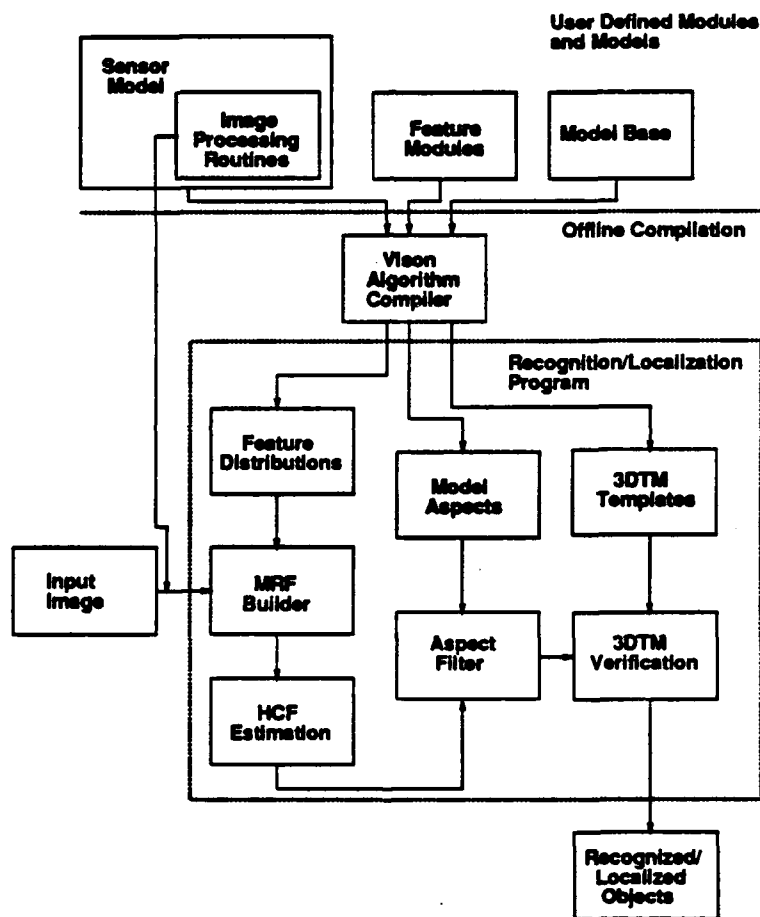 User Defined Modules
and Models
Sensor
Model
Image
Processing
Routines
Feature
Modules
Model Base
Offline Compilation
Vison
Algorithm
Compiler
Recognition/Localization
Program
Feature
Distributions
Model
Aspects
3DTM
Templates
Input
Image
MRF
Builder
Aspect
Filter
3DTM
Verification
HCF
Estimation
Recognized/
Localized
Objects